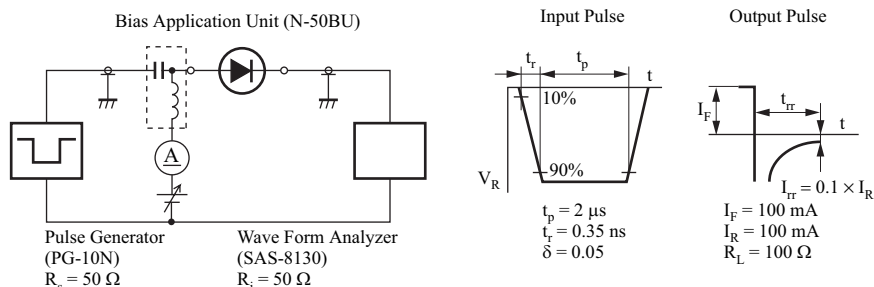 Bias Application Unit (N-50BU)
A
Pulse Generator
(PG-10N)
R_s = 50 Ω
Wave Form Analyzer
(SAS-8130)
R_i = 50 Ω
Input Pulse
t_r
t_p
t
10%
90%
V_R
t_p = 2 μs
t_r = 0.35 ns
δ = 0.05
Output Pulse
I_F
t_rr
t
I_rr = 0.1 × I_R
I_F = 100 mA
I_R = 100 mA
R_L = 100 Ω